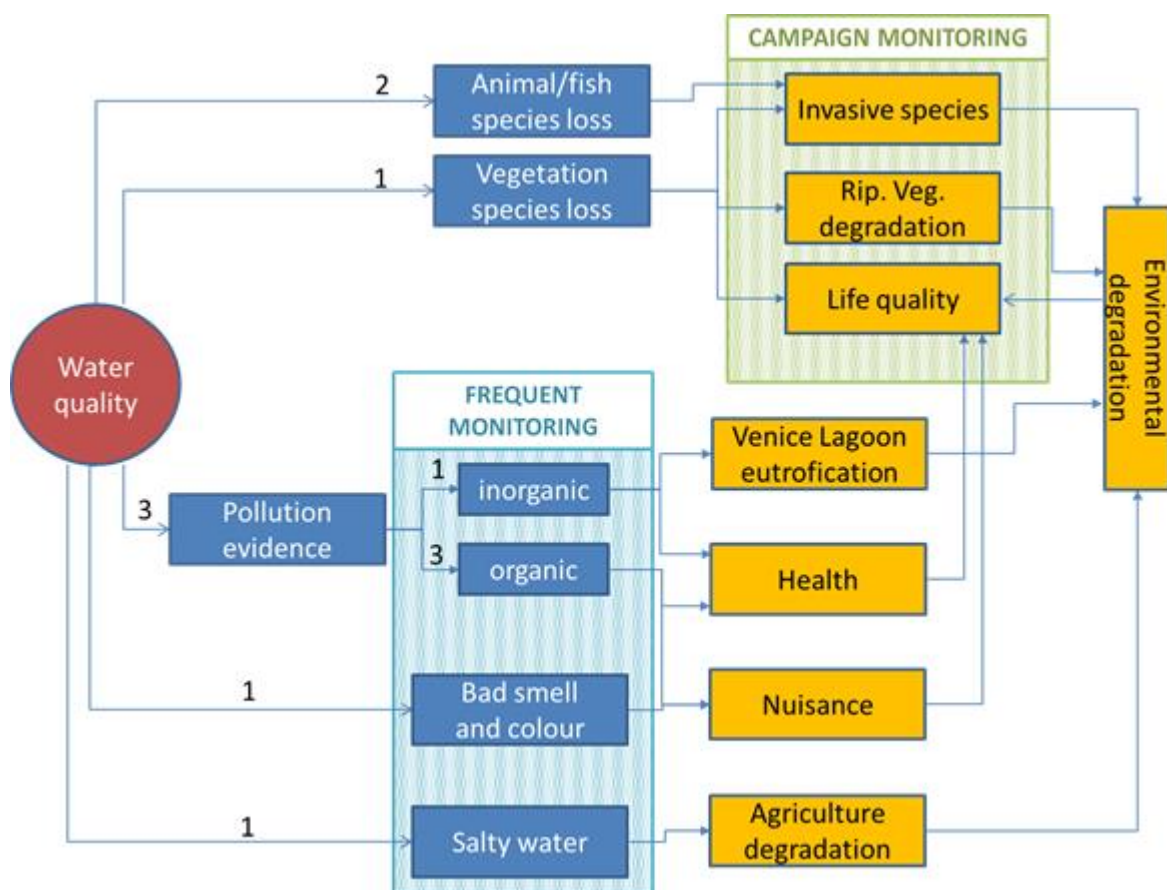 CAMPAIGN MONITORING
2
Animal/fish
species loss
Invasive species
1
Vegetation
species loss
Rip. Veg.
degradation
Life quality
Environmental
degradation
Water
quality
FREQUENT
MONITORING
Venice Lagoon
eutrofication
1
inorganic
3
Pollution
evidence
3
organic
Health
1
Bad smell
and colour
Nuisance
1
Salty water
Agriculture
degradation